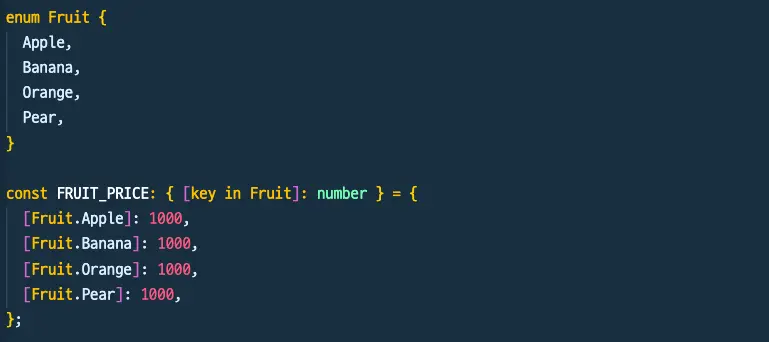 enum Fruit {
  Apple,
  Banana,
  Orange,
  Pear,
}

const FRUIT_PRICE: { [key in Fruit]: number } = {
  [Fruit.Apple]: 1000,
  [Fruit.Banana]: 1000,
  [Fruit.Orange]: 1000,
  [Fruit.Pear]: 1000,
};